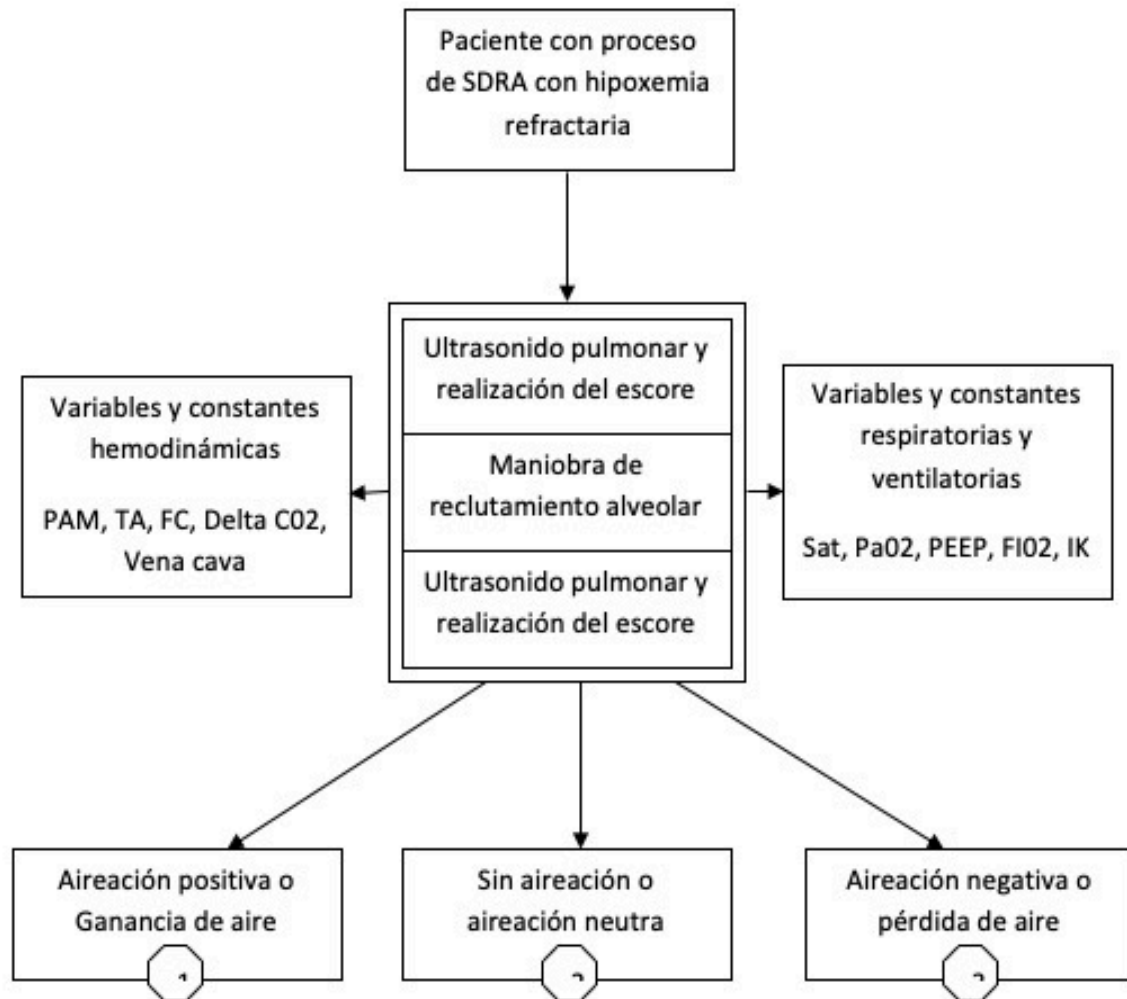 Paciente con proceso
de SDRA con hipoxemia
refractaria
Ultrasonido pulmonar y
realización del escore
Maniobra de
reclutamiento alveolar
Ultrasonido pulmonar y
realización del escore
Variables y constantes
hemodinámicas
PAM, TA, FC, Delta C02,
Vena cava
Variables y constantes
respiratorias y
ventilatorias
Sat, Pa02, PEEP, FI02, IK
Aireación positiva o
Ganancia de aire
Sin aireación o
aireación neutra
Aireación negativa o
pérdida de aire